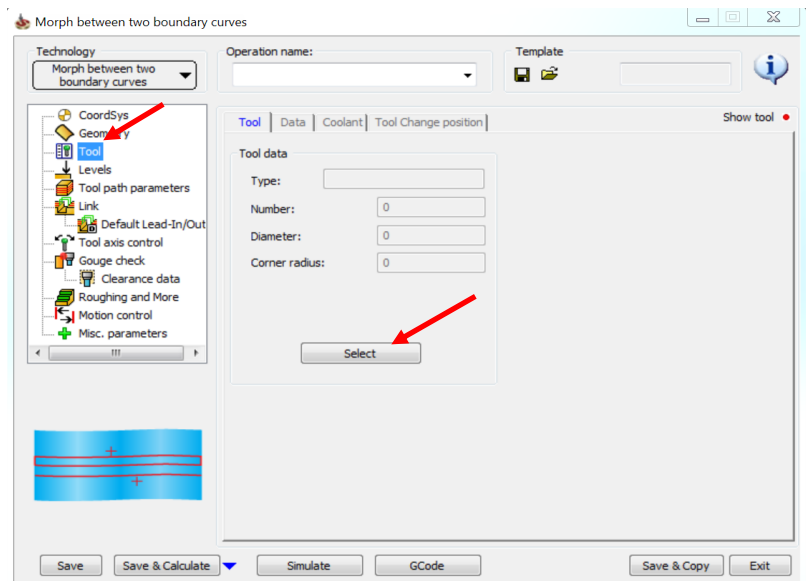 Morph between two boundary curves
Technology
Morph between two
boundary curves
Operation name:
Template
CoordSys
Geometry
Tool
Levels
Tool path parameters
Link
Default Lead-In/Out
Tool axis control
Gouge check
Clearance data
Roughing and More
Motion control
Misc. parameters
Tool Data Coolant Tool Change position
Show tool
Tool data
Type:
Number: 0
Diameter: 0
Corner radius: 0
Select
Save Save & Calculate Simulate GCode Save & Copy Exit